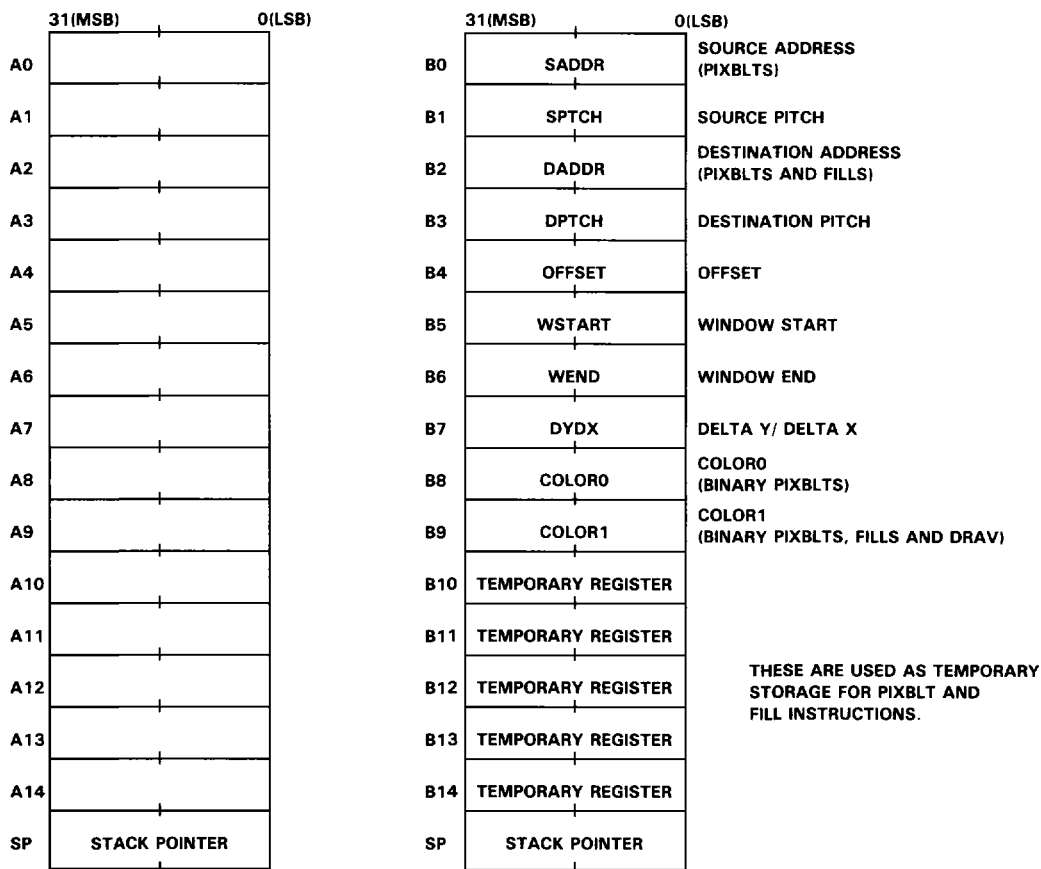 31(MSB) 0(LSB)
A0
A1
A2
A3
A4
A5
A6
A7
A8
A9
A10
A11
A12
A13
A14
SP STACK POINTER
31(MSB) 0(LSB)
B0 SADDR SOURCE ADDRESS
(PIXBLTS)
B1 SPTCH SOURCE PITCH
B2 DADDR DESTINATION ADDRESS
(PIXBLTS AND FILLS)
B3 DPTCH DESTINATION PITCH
B4 OFFSET OFFSET
B5 WSTART WINDOW START
B6 WEND WINDOW END
B7 DYDX DELTA Y/ DELTA X
B8 COLOR0 COLOR0
(BINARY PIXBLTS)
B9 COLOR1 COLOR1
(BINARY PIXBLTS, FILLS AND DRAV)
B10 TEMPORARY REGISTER
B11 TEMPORARY REGISTER
B12 TEMPORARY REGISTER
B13 TEMPORARY REGISTER
B14 TEMPORARY REGISTER
SP STACK POINTER
THESE ARE USED AS TEMPORARY
STORAGE FOR PIXBLT AND
FILL INSTRUCTIONS.